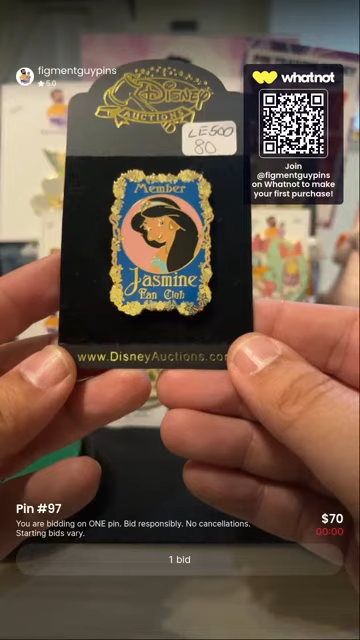 figmentguypins
★ 5.0
whatnot
Join
@figmentguypins
on Whatnot to make
your first purchase!
Disney
Auctions
LE500
80
Member
Jasmine
Fan Club
www.DisneyAuctions.co
Pin #97
You are bidding on ONE pin. Bid responsibly. No cancellations.
Starting bids vary.
$70
00:00
1 bid